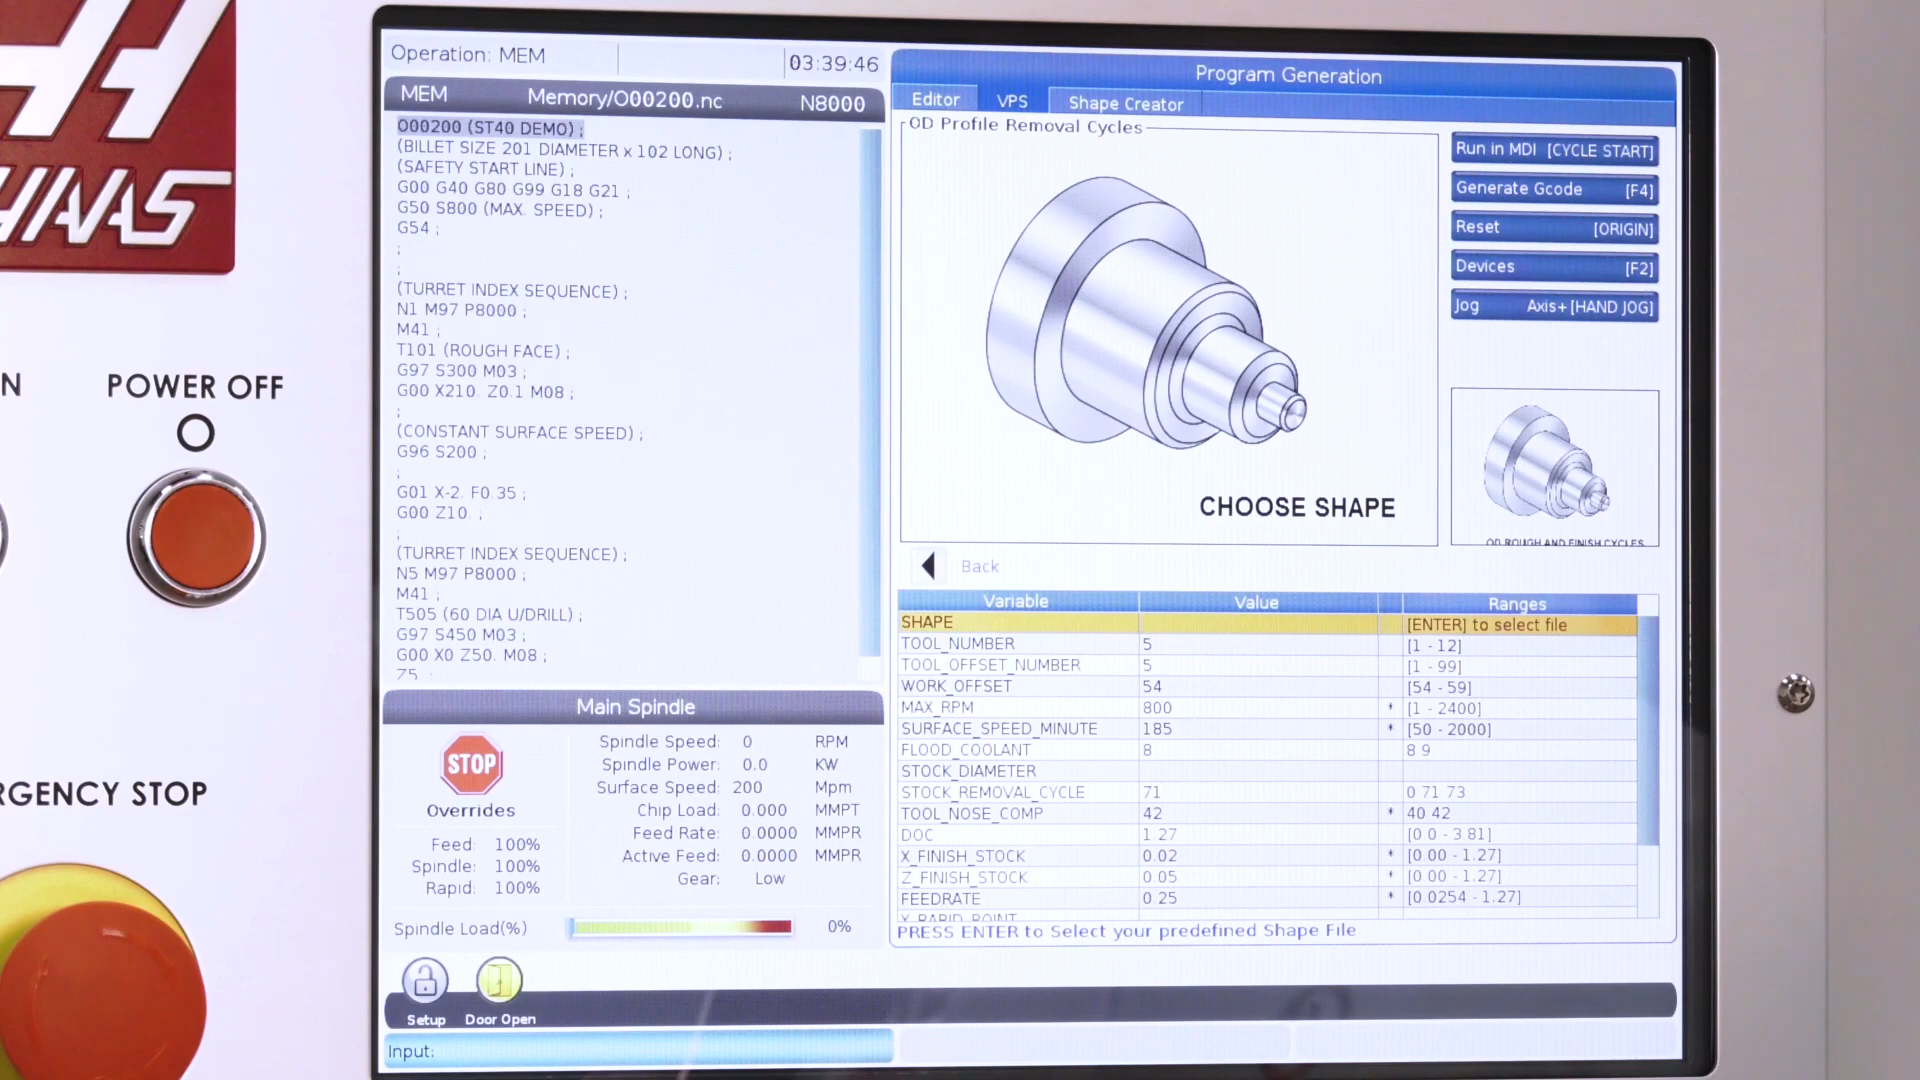 HAAS
N
POWER OFF
RGENCY STOP
Operation: MEM
03:39:46
MEM Memory/O00200.nc N8000
O00200 (ST40 DEMO) ;
(BILLET SIZE 201 DIAMETER x 102 LONG) ;
(SAFETY START LINE) ;
G00 G40 G80 G99 G18 G21 ;
G50 S800 (MAX. SPEED) ;
G54 ;
;
;
(TURRET INDEX SEQUENCE) ;
N1 M97 P8000 ;
M41 ;
T101 (ROUGH FACE) ;
G97 S300 M03 ;
G00 X210. Z0.1 M08 ;
;
(CONSTANT SURFACE SPEED) ;
G96 S200 ;
;
G01 X-2. F0.35 ;
G00 Z10. ;
;
(TURRET INDEX SEQUENCE) ;
N5 M97 P8000 ;
M41 ;
T505 (60 DIA U/DRILL) ;
G97 S450 M03 ;
G00 X0 Z50. M08 ;
Z5. ;
Main Spindle
STOP
Overrides
Feed: 100%
Spindle: 100%
Rapid: 100%
Spindle Speed: 0 RPM
Spindle Power: 0.0 KW
Surface Speed: 200 Mpm
Chip Load: 0.000 MMPT
Feed Rate: 0.0000 MMPR
Active Feed: 0.0000 MMPR
Gear: Low
Spindle Load(%) 0%
Setup
Door Open
Input:
Program Generation
Editor
VPS
Shape Creator
OD Profile Removal Cycles
CHOOSE SHAPE
Run in MDI [CYCLE START]
Generate Gcode [F4]
Reset [ORIGIN]
Devices [F2]
Jog Axis+[HAND JOG]
OD ROUGH AND FINISH CYCLES
Back
Variable Value Ranges
SHAPE [ENTER] to select file
TOOL_NUMBER 5 [1 - 12]
TOOL_OFFSET_NUMBER 5 [1 - 99]
WORK_OFFSET 54 [54 - 59]
MAX_RPM 800 * [1 - 2400]
SURFACE_SPEED_MINUTE 185 * [50 - 2000]
FLOOD_COOLANT 8 8 9
STOCK_DIAMETER
STOCK_REMOVAL_CYCLE 71 0 71 73
TOOL_NOSE_COMP 42 * 40 42
DOC 1.27 [0.0 - 3.81]
X_FINISH_STOCK 0.02 * [0.00 - 1.27]
Z_FINISH_STOCK 0.05 * [0.00 - 1.27]
FEEDRATE 0.25 * [0.0254 - 1.27]
X_RAPID_POINT
PRESS ENTER to Select your predefined Shape File